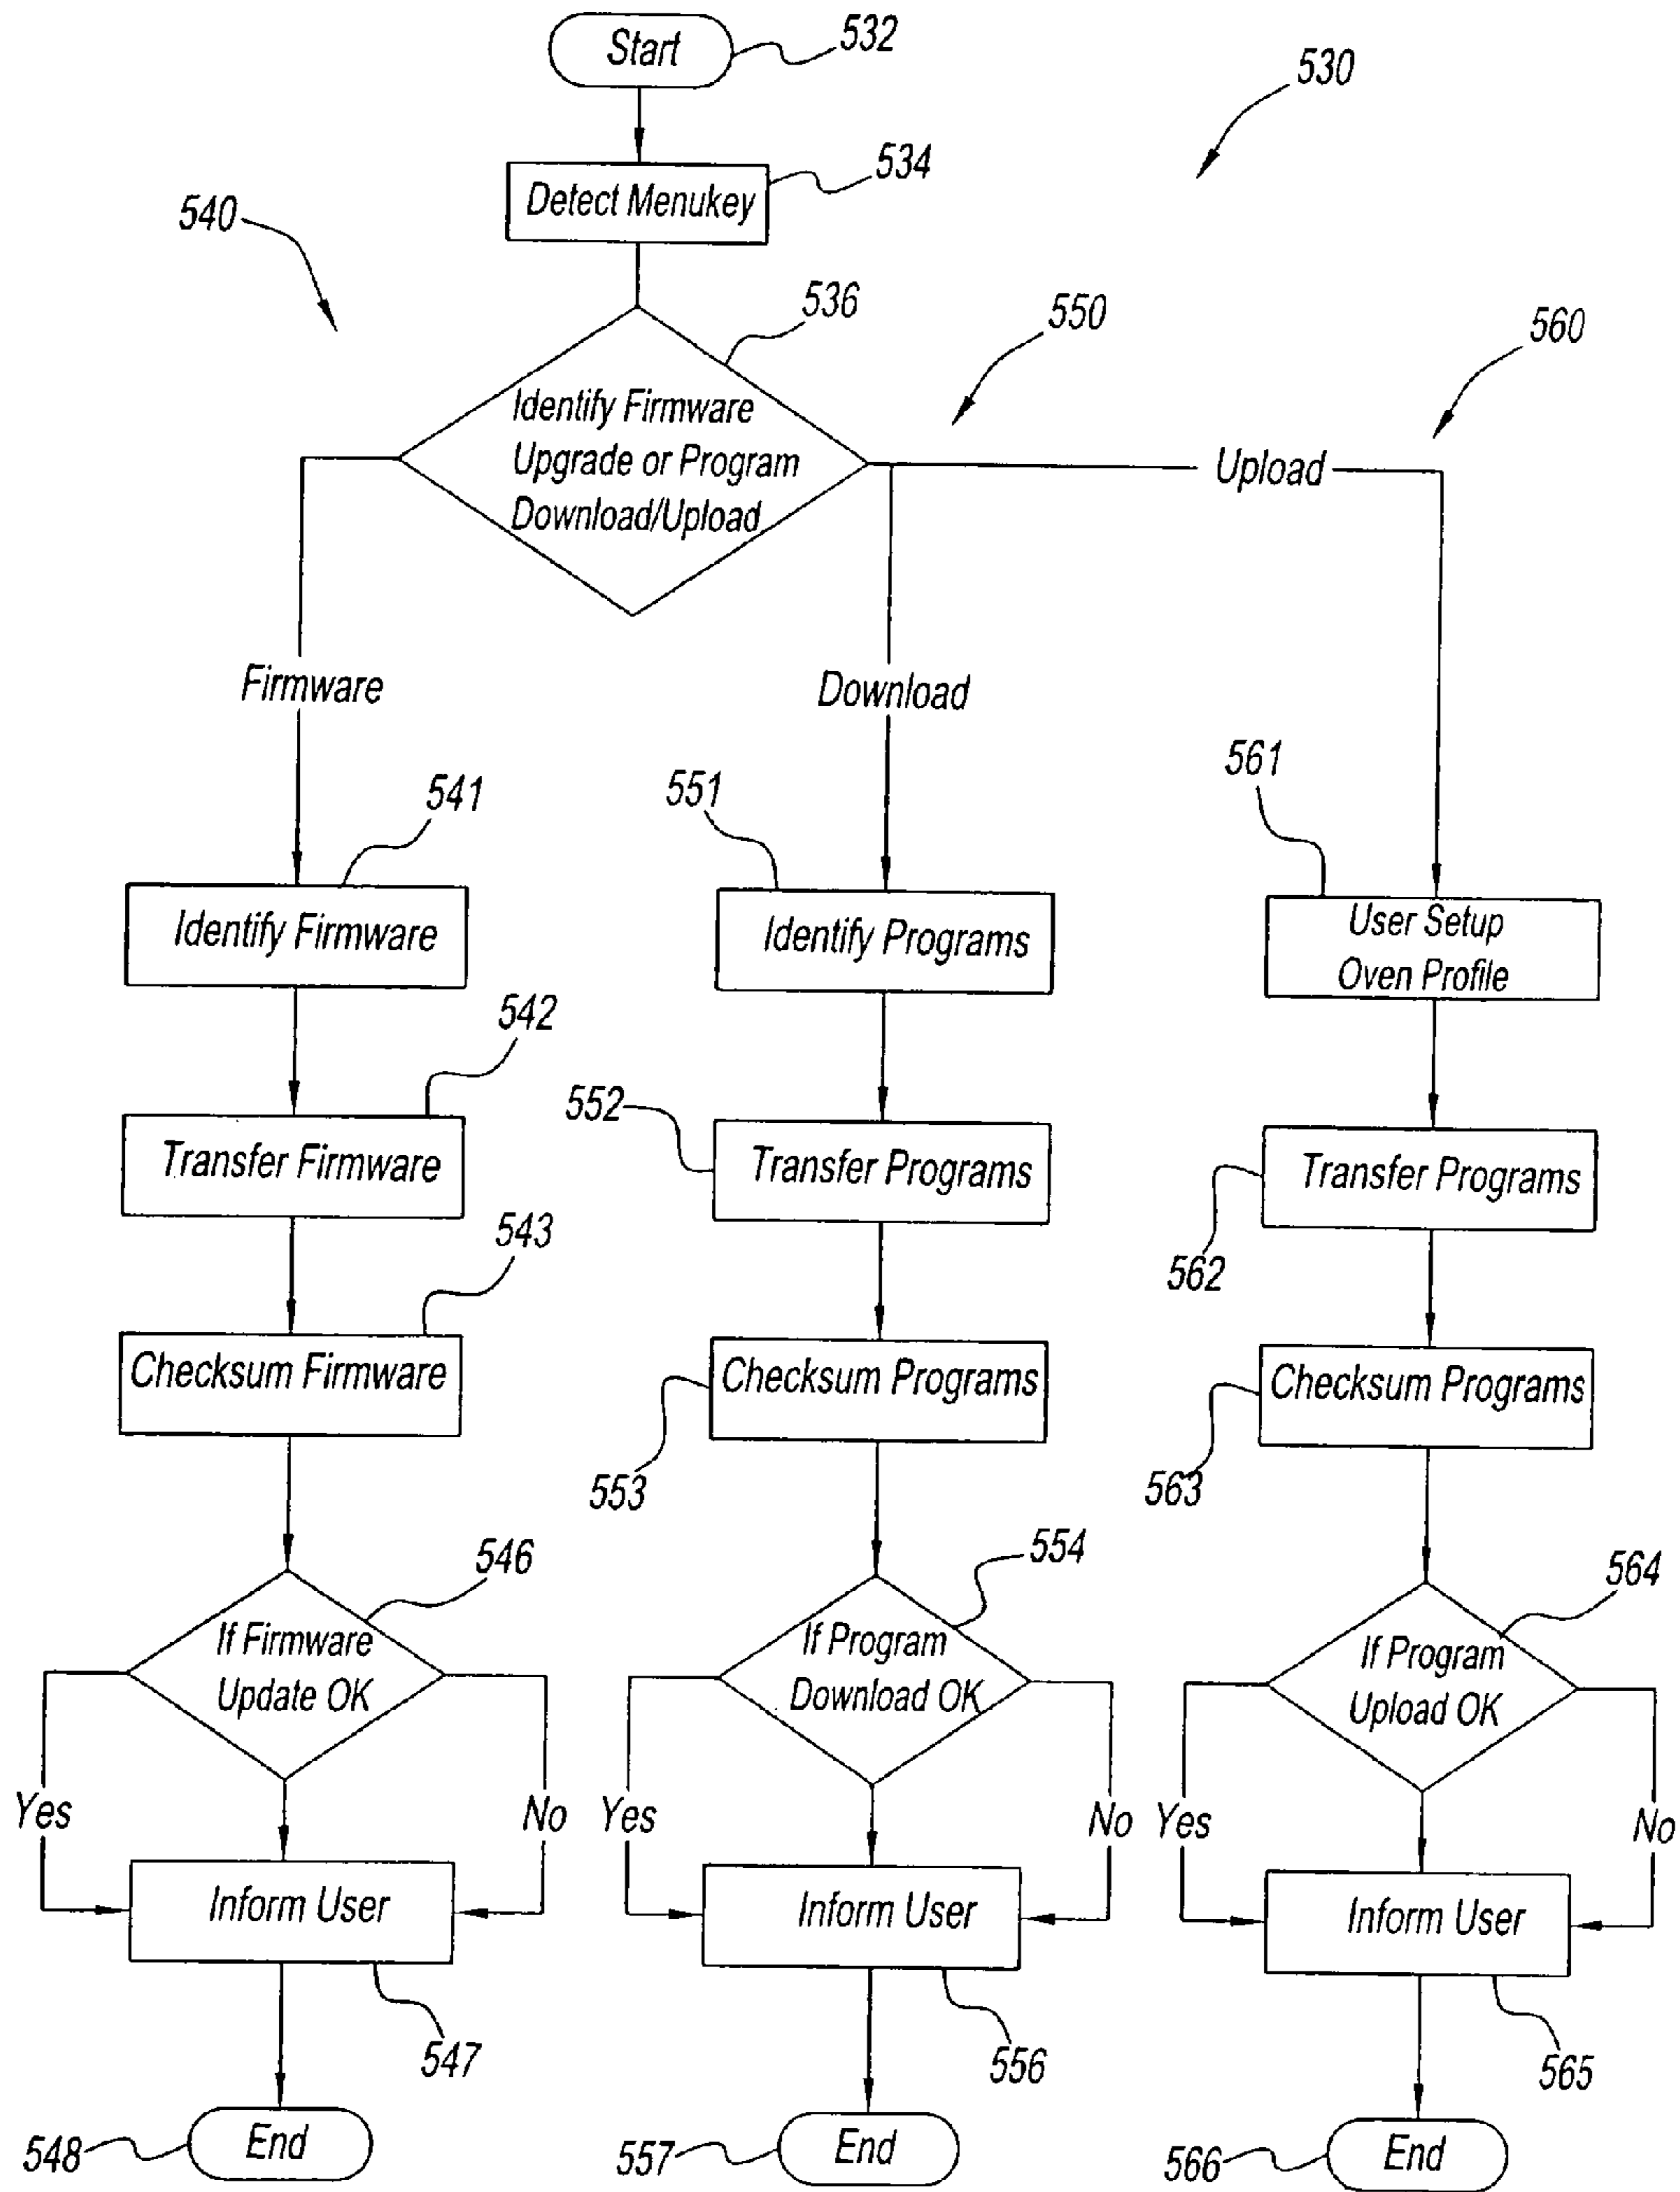 Start
532
530
534
Detect Menukey
540
536
550
560
Identify Firmware
Upgrade or Program
Download/Upload
Upload
Firmware
Download
541
551
561
Identify Firmware
Identify Programs
User Setup
Oven Profile
542
552
Transfer Firmware
Transfer Programs
Transfer Programs
543
562
Checksum Firmware
Checksum Programs
Checksum Programs
553
563
546
554
564
If Firmware
Update OK
If Program
Download OK
If Program
Upload OK
Yes
No
Yes
No
Yes
No
Inform User
Inform User
Inform User
547
556
565
548
End
557
End
566
End